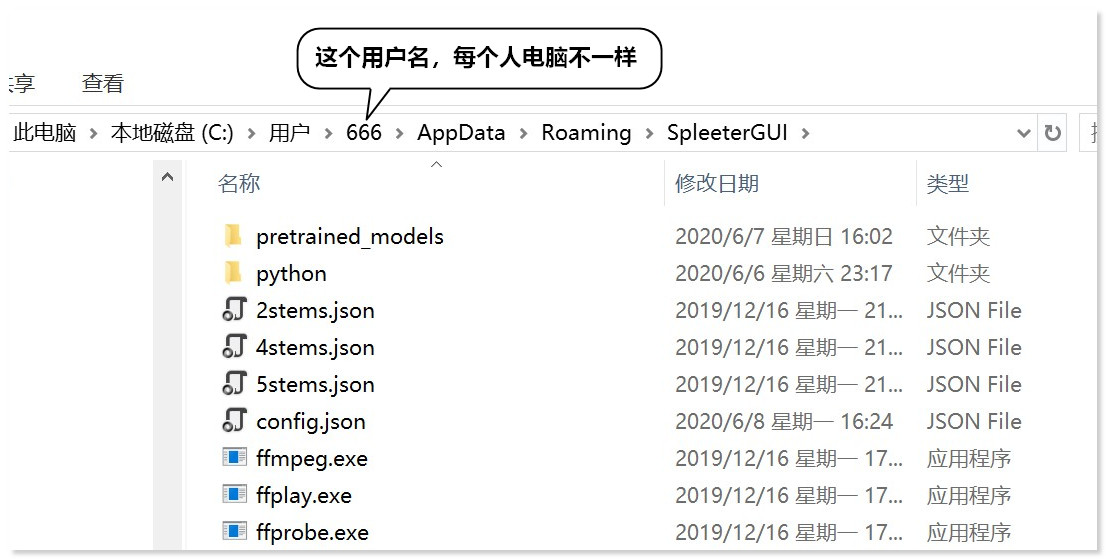 这个用户名，每个人电脑不一样
享 查看
此电脑 › 本地磁盘 (C:) › 用户 › 666 › AppData › Roaming › SpleeterGUI ›
名称 修改日期 类型
pretrained_models 2020/6/7 星期日 16:02 文件夹
python 2020/6/6 星期六 23:17 文件夹
2stems.json 2019/12/16 星期一 21... JSON File
4stems.json 2019/12/16 星期一 21... JSON File
5stems.json 2019/12/16 星期一 21... JSON File
config.json 2020/6/8 星期一 16:24 JSON File
ffmpeg.exe 2019/12/16 星期一 17... 应用程序
ffplay.exe 2019/12/16 星期一 17... 应用程序
ffprobe.exe 2019/12/16 星期一 17... 应用程序